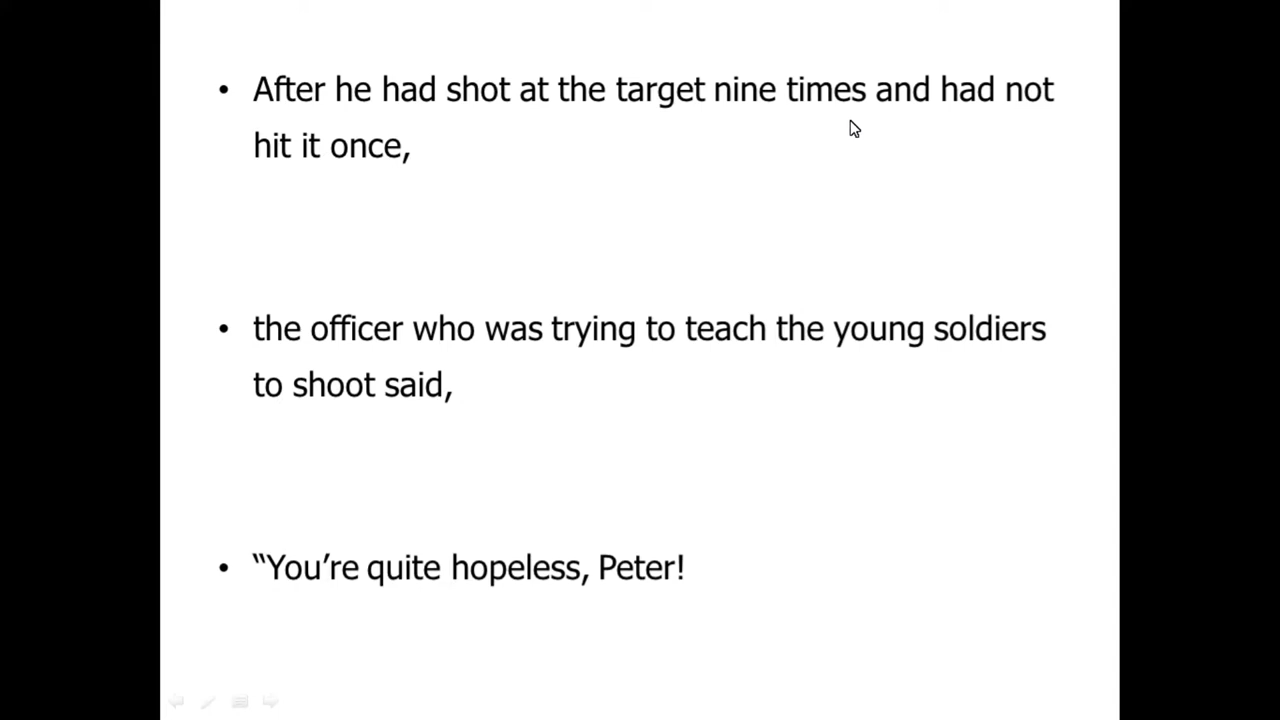 • After he had shot at the target nine times and had not
hit it once,
• the officer who was trying to teach the young soldiers
to shoot said,
• “You’re quite hopeless, Peter!